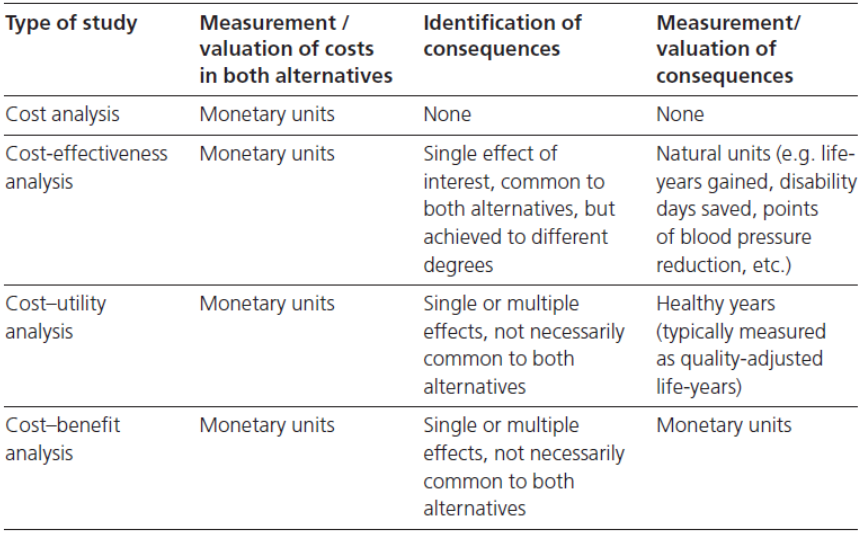 Type of study
Measurement /
valuation of costs
in both alternatives
Identification of
consequences
Measurement/
valuation of
consequences
Cost analysis
Monetary units
None
None
Cost-effectiveness
analysis
Monetary units
Single effect of
interest, common to
both alternatives, but
achieved to different
degrees
Natural units (e.g. life-
years gained, disability
days saved, points
of blood pressure
reduction, etc.)
Cost–utility
analysis
Monetary units
Single or multiple
effects, not necessarily
common to both
alternatives
Healthy years
(typically measured
as quality-adjusted
life-years)
Cost–benefit
analysis
Monetary units
Single or multiple
effects, not necessarily
common to both
alternatives
Monetary units